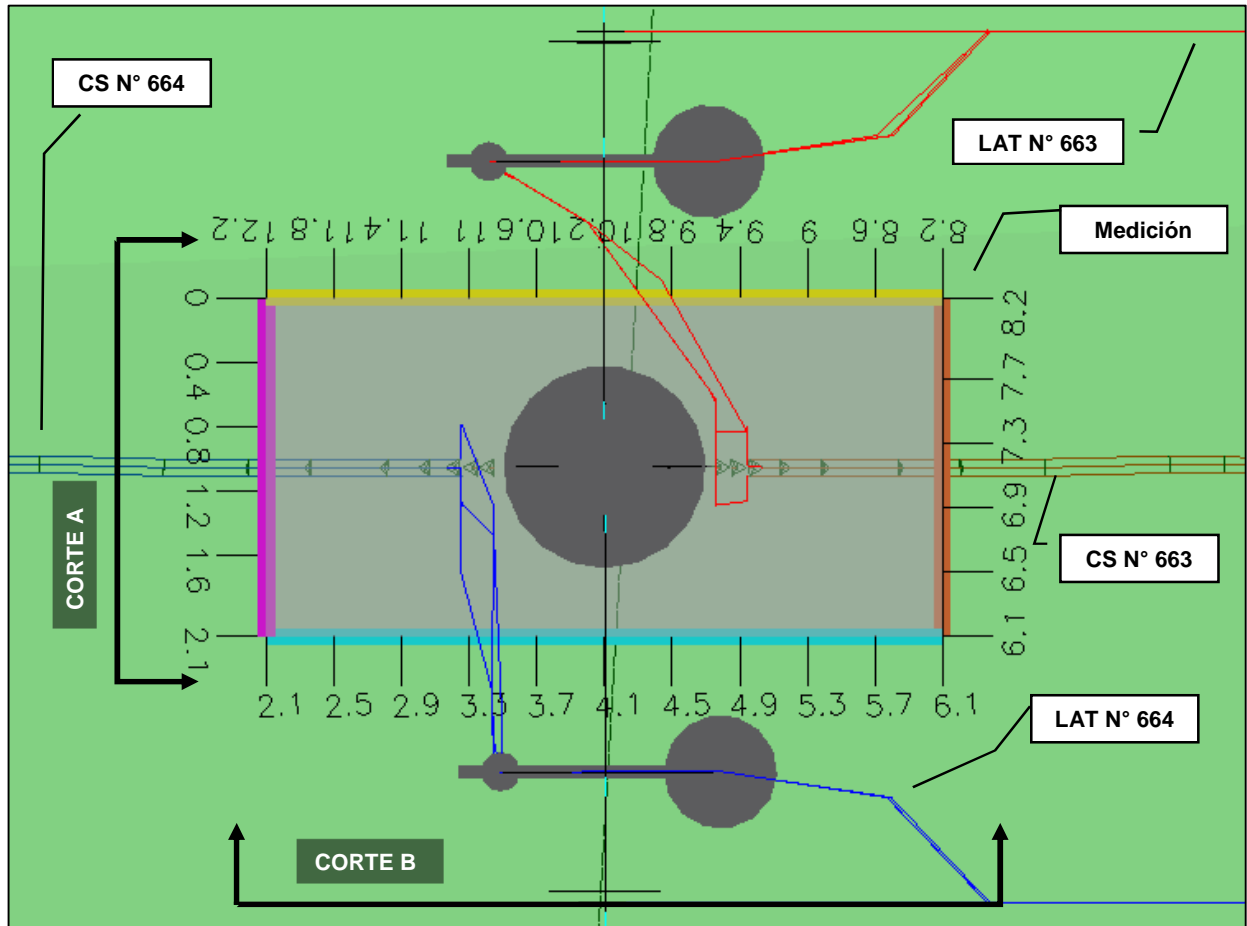 CS N° 664
LAT N° 663
Medición
12.2 11.8 11.4 11 10.6 10.2 9.8 9.4 9 8.6 8.2
0
0.4
0.8
1.2
1.6
2.1
8.2
7.7
7.3
6.9
6.5
6.1
CORTE A
CS N° 663
2.1 2.5 2.9 3.3 3.7 4.1 4.5 4.9 5.3 5.7 6.1
LAT N° 664
CORTE B